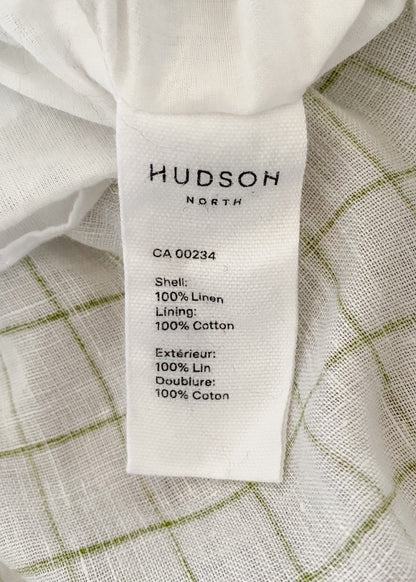 HUDSON
NORTH
CA 00234
Shell:
100% Linen
Lining:
100% Cotton
Extérieur:
100% Lin
Doublure:
100% Coton